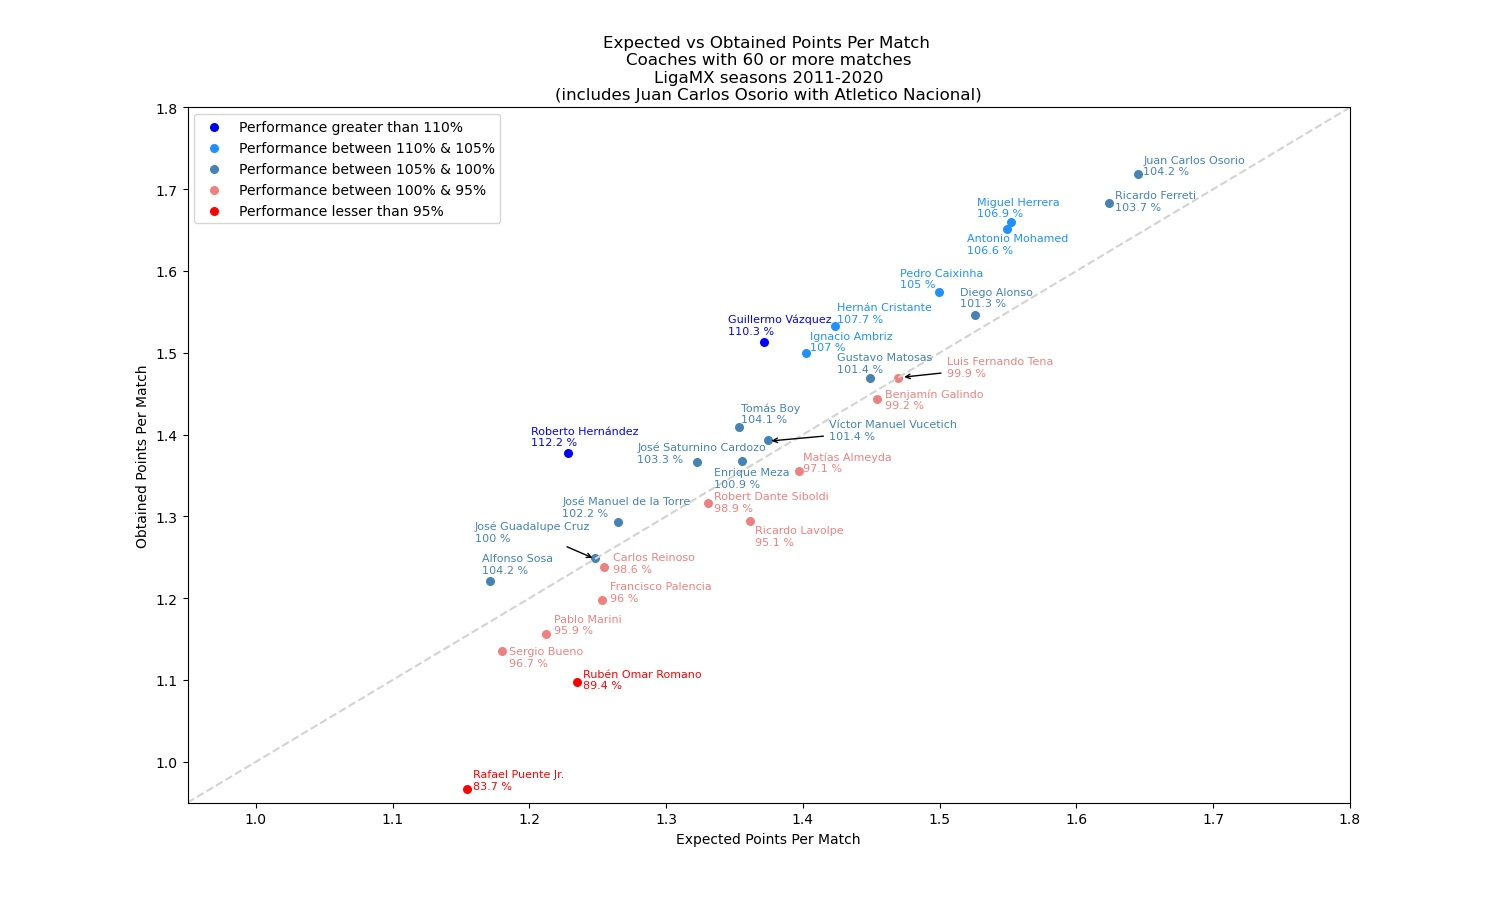 Expected vs Obtained Points Per Match
Coaches with 60 or more matches
LigaMX seasons 2011-2020
(includes Juan Carlos Osorio with Atletico Nacional)
1.8
1.7
1.6
1.5
1.4
1.3
1.2
1.1
1.0
Obtained Points Per Match
Performance greater than 110%
Performance between 110% & 105%
Performance between 105% & 100%
Performance between 100% & 95%
Performance lesser than 95%
Juan Carlos Osorio
104.2 %
Ricardo Ferreti
103.7 %
Miguel Herrera
106.9 %
Antonio Mohamed
106.6 %
Pedro Caixinha
105 %
Diego Alonso
101.3 %
Hernán Cristante
107.7 %
Guillermo Vázquez
110.3 %
Ignacio Ambriz
107 %
Gustavo Matosas
101.4 %
Luis Fernando Tena
99.9 %
Benjamín Galindo
99.2 %
Tomás Boy
104.1 %
Víctor Manuel Vucetich
101.4 %
Roberto Hernández
112.2 %
José Saturnino Cardozo
103.3 %
Matías Almeyda
97.1 %
Enrique Meza
100.9 %
Robert Dante Siboldi
98.9 %
José Manuel de la Torre
102.2 %
Ricardo Lavolpe
95.1 %
José Guadalupe Cruz
100 %
Alfonso Sosa
104.2 %
Carlos Reinoso
98.6 %
Francisco Palencia
96 %
Pablo Marini
95.9 %
Sergio Bueno
96.7 %
Rubén Omar Romano
89.4 %
Rafael Puente Jr.
83.7 %
1.0
1.1
1.2
1.3
1.4
1.5
1.6
1.7
1.8
Expected Points Per Match